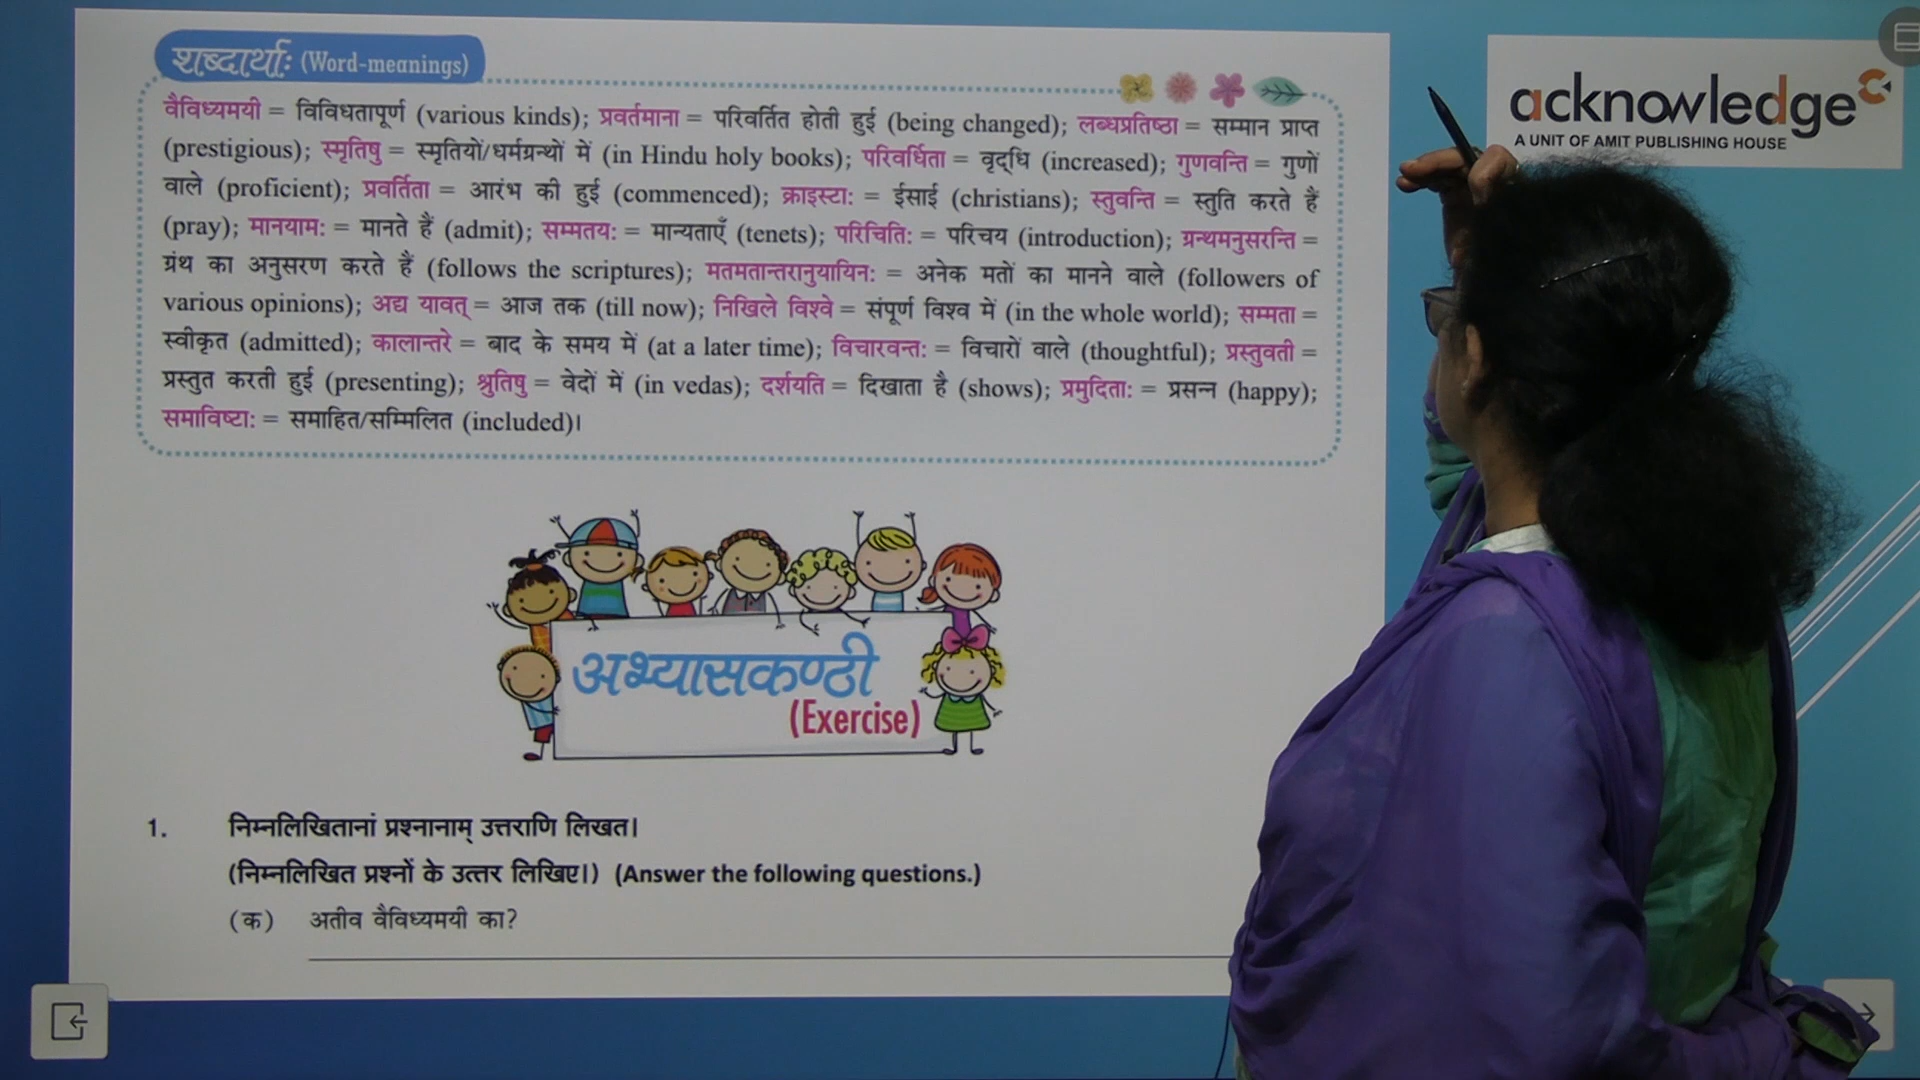 शब्दार्थाः (Word-meanings)
वैविध्यमयी = विविधतापूर्ण (various kinds); प्रवर्तमाना = परिवर्तित होती हुई (being changed); लब्धप्रतिष्ठा = सम्मान प्राप्त
(prestigious); स्मृतिषु = स्मृतियों/धर्मग्रन्थों में (in Hindu holy books); परिवर्धिता = वृद्धि (increased); गुणवन्ति = गुणों
वाले (proficient); प्रवर्तिता = आरंभ की हुई (commenced); क्राइस्टा: = ईसाई (christians); स्तुवन्ति = स्तुति करते हैं
(pray); मानयाम: = मानते हैं (admit); सम्मतय: = मान्यताएँ (tenets); परिचिति: = परिचय (introduction); ग्रन्थमनुसरन्ति =
ग्रंथ का अनुसरण करते हैं (follows the scriptures); मतमतान्तरानुयायिन: = अनेक मतों का मानने वाले (followers of
various opinions); अद्य यावत् = आज तक (till now); निखिले विश्वे = संपूर्ण विश्व में (in the whole world); सम्मता =
स्वीकृत (admitted); कालान्तरे = बाद के समय में (at a later time); विचारवन्त: = विचारों वाले (thoughtful); प्रस्तुवती =
प्रस्तुत करती हुई (presenting); श्रुतिषु = वेदों में (in vedas); दर्शयति = दिखाता है (shows); प्रमुदिता: = प्रसन्न (happy);
समाविष्टा: = समाहित/सम्मिलित (included)।
अभ्यासकण्ठी
(Exercise)
1. निम्नलिखितानां प्रश्नानाम् उत्तराणि लिखत।
(निम्नलिखित प्रश्नों के उत्तर लिखिए।) (Answer the following questions.)
(क) अतीव वैविध्यमयी का?
acknowledge
A UNIT OF AMIT PUBLISHING HOUSE